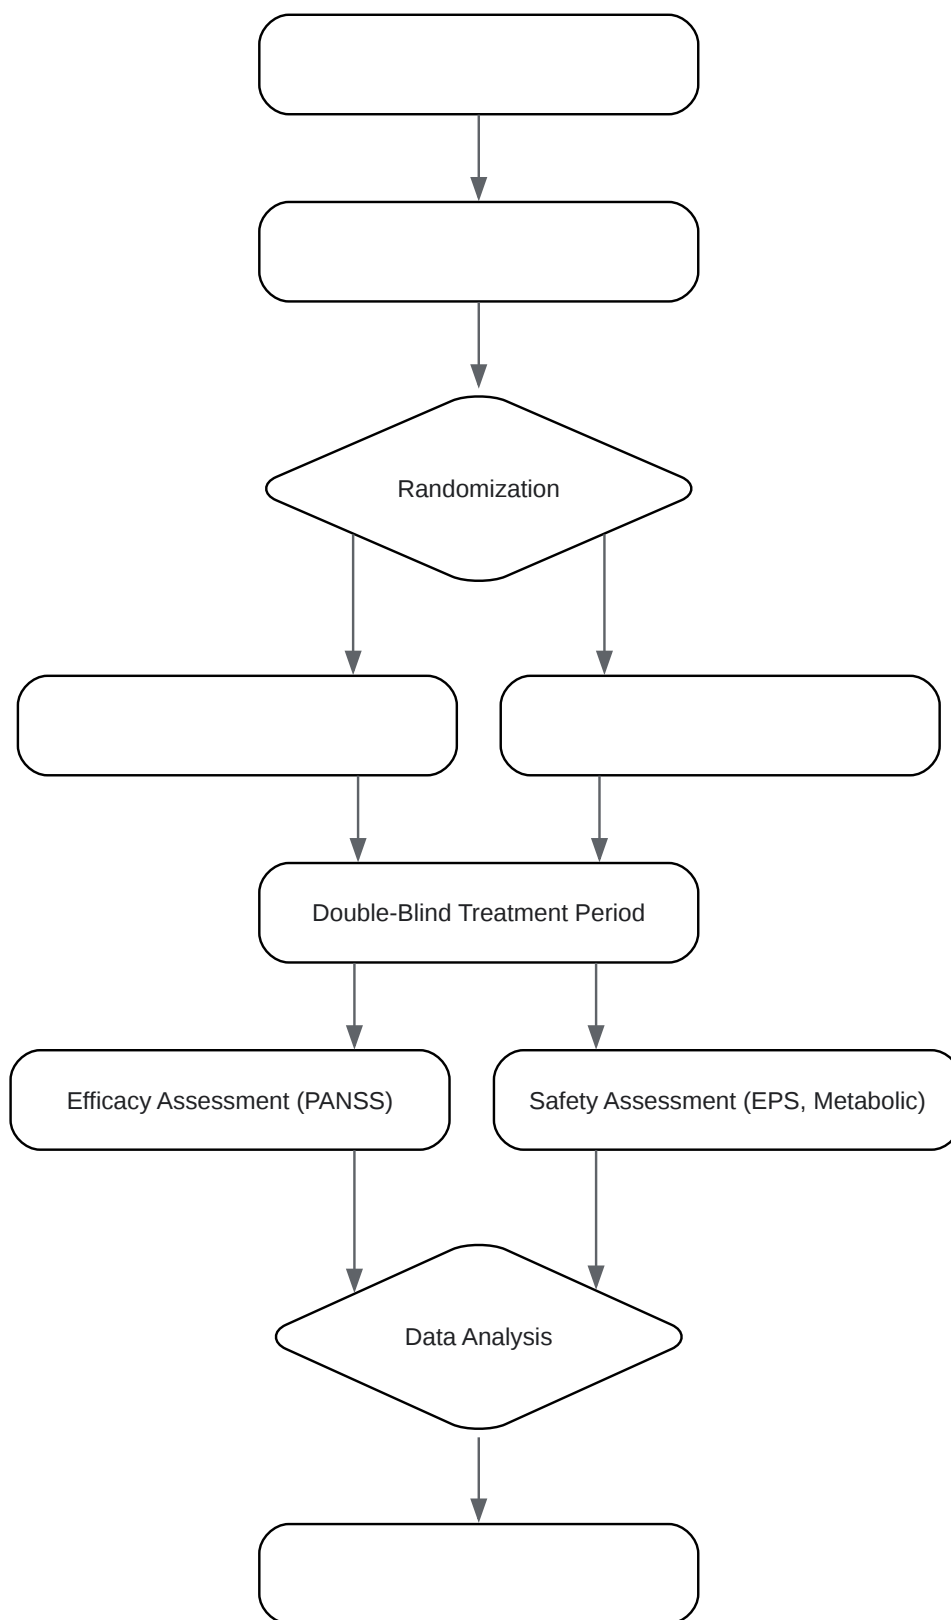 Randomization
Double-Blind Treatment Period
Efficacy Assessment (PANSS)
Safety Assessment (EPS, Metabolic)
Data Analysis